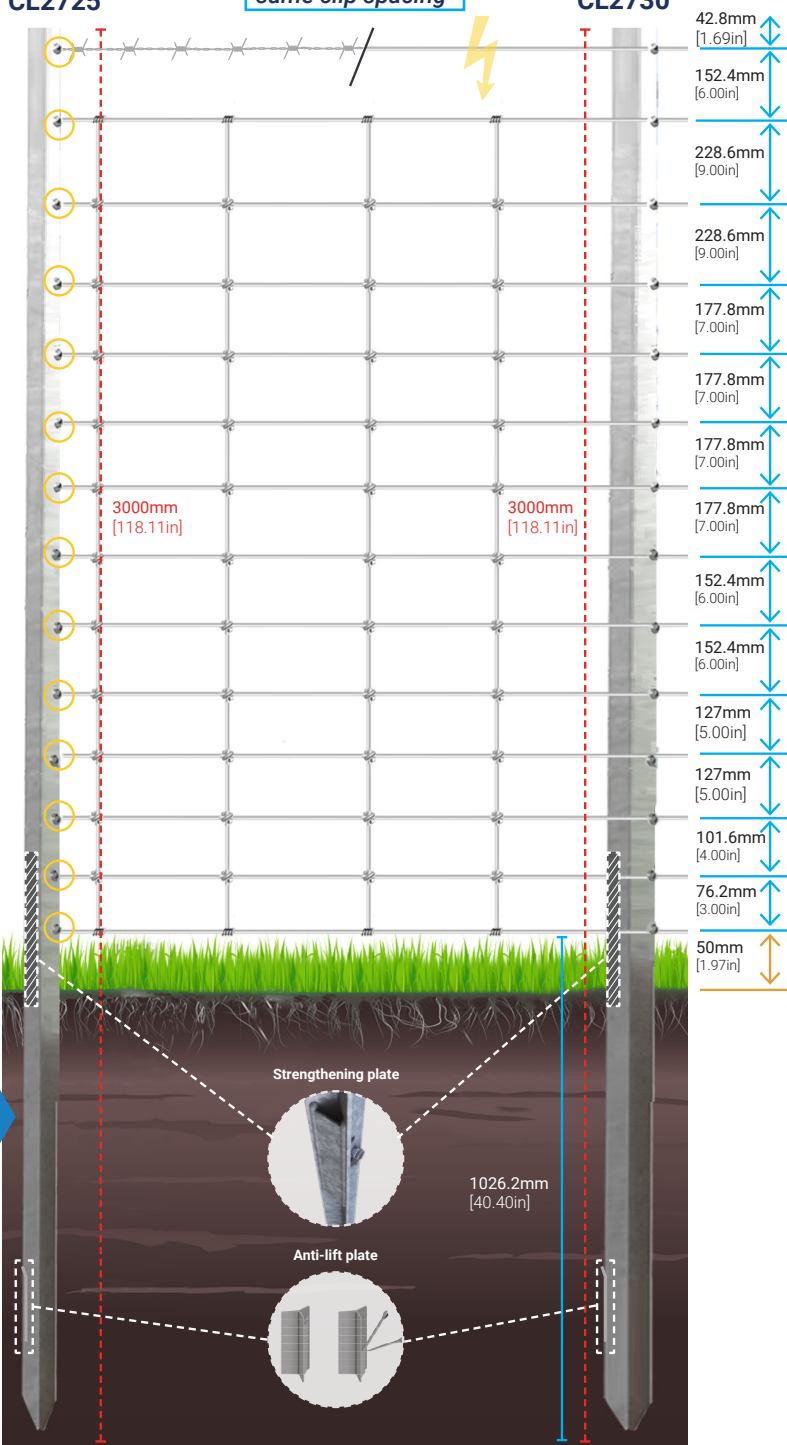 CL2725
same clip spacing
CL2730
42.8mm
[1.69in]
152.4mm
[6.00in]
228.6mm
[9.00in]
228.6mm
[9.00in]
177.8mm
[7.00in]
177.8mm
[7.00in]
177.8mm
[7.00in]
177.8mm
[7.00in]
3000mm
[118.11in]
3000mm
[118.11in]
152.4mm
[6.00in]
152.4mm
[6.00in]
127mm
[5.00in]
127mm
[5.00in]
101.6mm
[4.00in]
76.2mm
[3.00in]
50mm
[1.97in]
Strengthening plate
1026.2mm
[40.40in]
Anti-lift plate